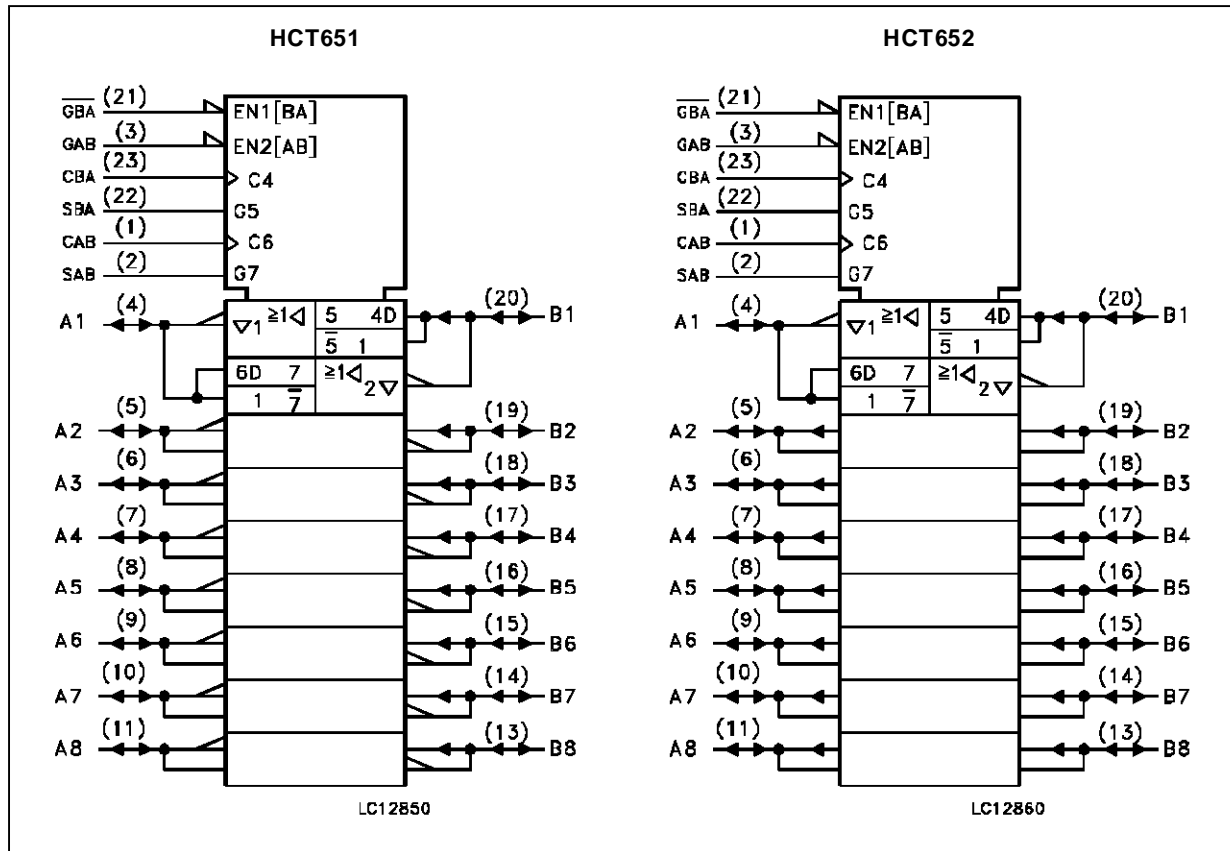 HCT651
HCT652
G̅B̅A̅ (21) EN1[BA]
GAB (3) EN2[AB]
CBA (23) C4
SBA (22) G5
CAB (1) C6
SAB (2) G7
A1 (4) ▽1 ≥1◁ 5 4D (20) B1
5̅ 1
6D 7 ≥1◁ 2▽
1 7̅
A2 (5) (19) B2
A3 (6) (18) B3
A4 (7) (17) B4
A5 (8) (16) B5
A6 (9) (15) B6
A7 (10) (14) B7
A8 (11) (13) B8
LC12850
G̅B̅A̅ (21) EN1[BA]
GAB (3) EN2[AB]
CBA (23) C4
SBA (22) G5
CAB (1) C6
SAB (2) G7
A1 (4) ▽1 ≥1◁ 5 4D (20) B1
5̅ 1
6D 7 ≥1◁ 2▽
1 7̅
A2 (5) (19) B2
A3 (6) (18) B3
A4 (7) (17) B4
A5 (8) (16) B5
A6 (9) (15) B6
A7 (10) (14) B7
A8 (11) (13) B8
LC12860